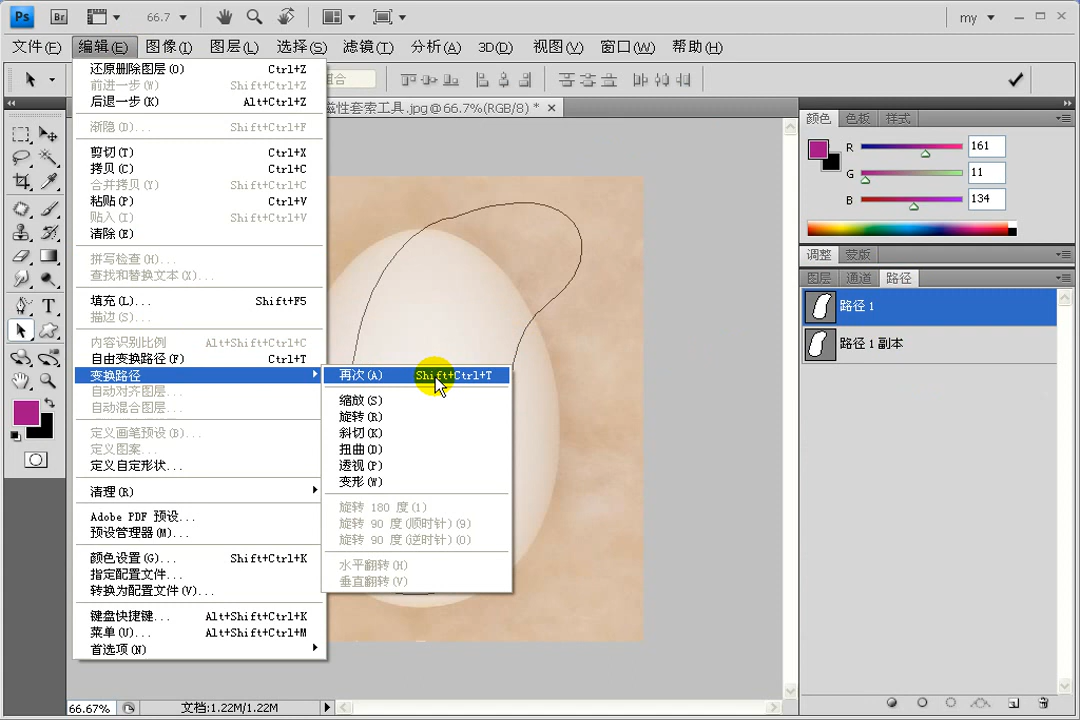 Ps Br 66.7 my
文件(F) 编辑(E) 图像(I) 图层(L) 选择(S) 滤镜(T) 分析(A) 3D(D) 视图(V) 窗口(W) 帮助(H)
组合
磁性套索工具.jpg@66.7%(RGB/8) *
还原删除图层(O) Ctrl+Z
前进一步(W) Shift+Ctrl+Z
后退一步(K) Alt+Ctrl+Z
渐隐(D)... Shift+Ctrl+F
剪切(T) Ctrl+X
拷贝(C) Ctrl+C
合并拷贝(Y) Shift+Ctrl+C
粘贴(P) Ctrl+V
贴入(I) Shift+Ctrl+V
清除(E)
拼写检查(H)...
查找和替换文本(X)...
填充(L)... Shift+F5
描边(S)...
内容识别比例 Alt+Shift+Ctrl+C
自由变换路径(F) Ctrl+T
变换路径
自动对齐图层...
自动混合图层...
定义画笔预设(B)...
定义图案...
定义自定形状...
清理(R)
Adobe PDF 预设...
预设管理器(M)...
颜色设置(G)... Shift+Ctrl+K
指定配置文件...
转换为配置文件(V)...
键盘快捷键... Alt+Shift+Ctrl+K
菜单(U)... Alt+Shift+Ctrl+M
首选项(N)
再次(A) Shift+Ctrl+T
缩放(S)
旋转(R)
斜切(K)
扭曲(D)
透视(P)
变形(W)
旋转 180 度(1)
旋转 90 度(顺时针)(9)
旋转 90 度(逆时针)(0)
水平翻转(H)
垂直翻转(V)
颜色 色板 样式
R 161
G 11
B 134
调整 蒙版
图层 通道 路径
路径 1
路径 1 副本
66.67% 文档:1.22M/1.22M